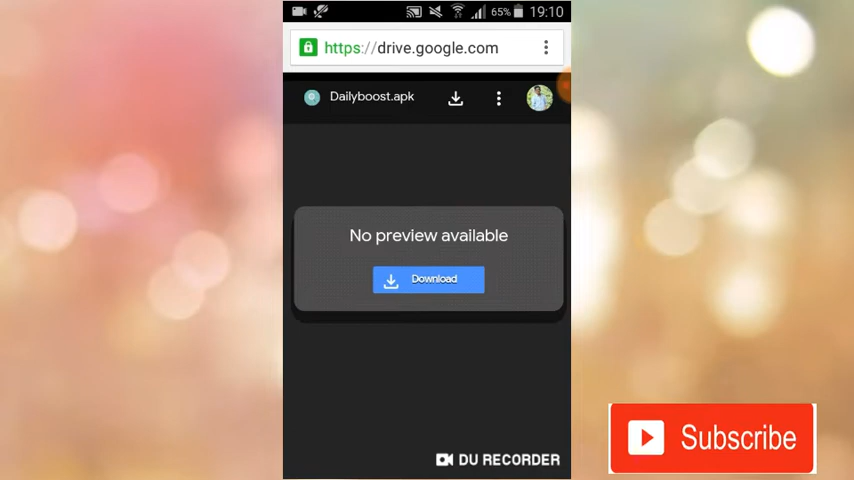 65% 19:10
https://drive.google.com
Dailyboost.apk
No preview available
Download
Subscribe
DU RECORDER